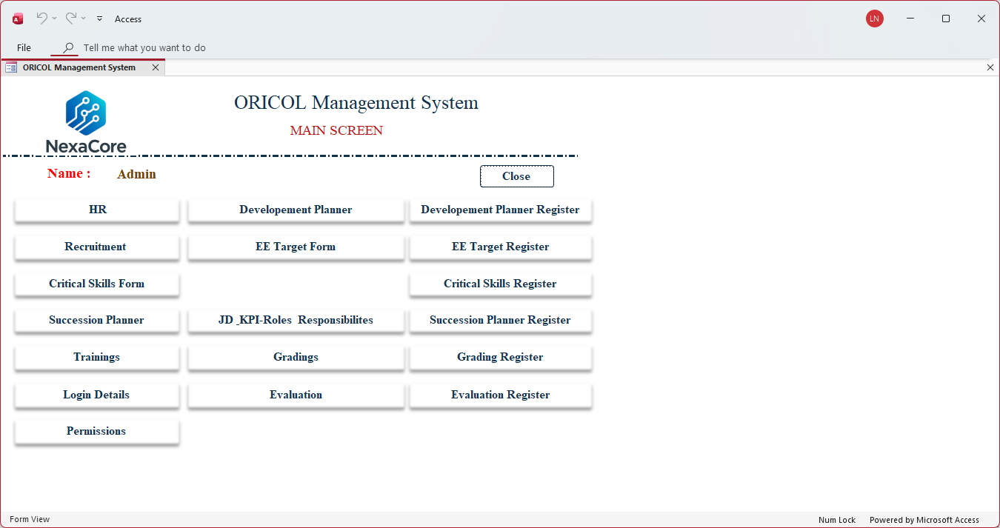 Access
LN
File
Tell me what you want to do
ORICOL Management System
NexaCore
ORICOL Management System
MAIN SCREEN
Name :
Admin
Close
HR
Developement Planner
Developement Planner Register
Recruitment
EE Target Form
EE Target Register
Critical Skills Form
Critical Skills Register
Succession Planner
JD _KPI-Roles  Responsibilites
Succession Planner Register
Trainings
Gradings
Grading Register
Login Details
Evaluation
Evaluation Register
Permissions
Form View
Num Lock
Powered by Microsoft Access